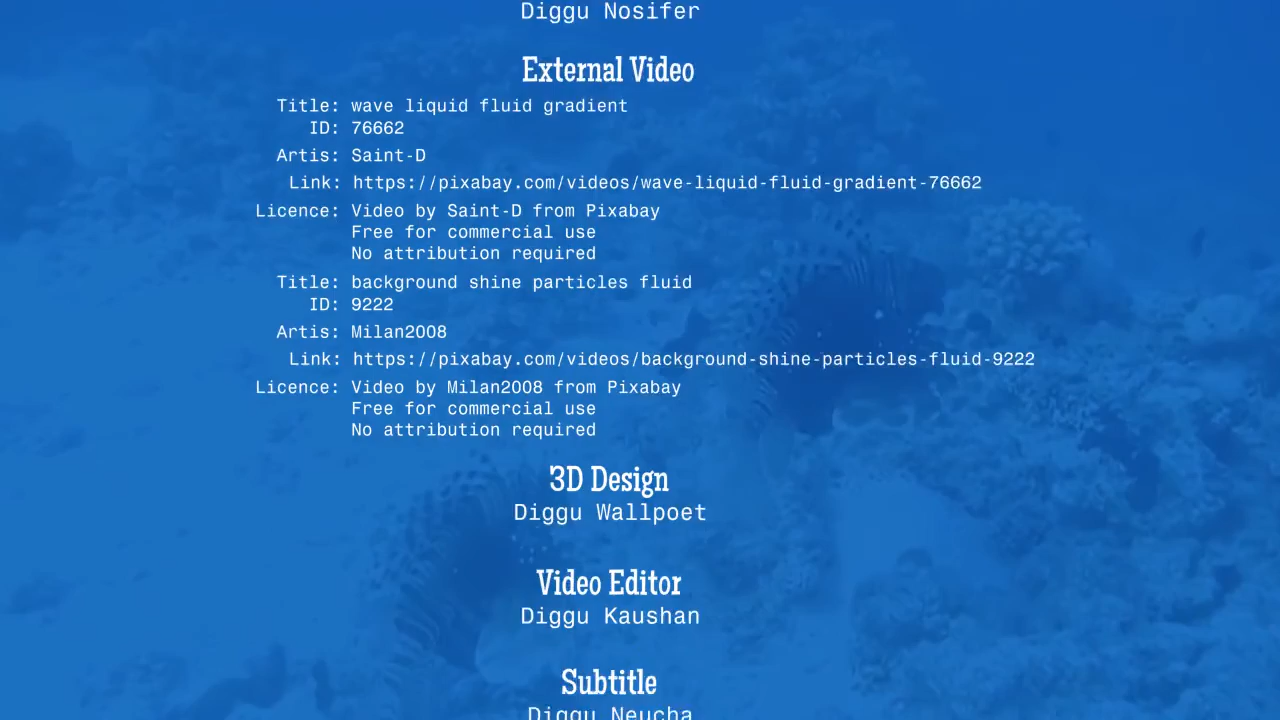 Diggu Nosifer
External Video
Title: wave liquid fluid gradient
ID: 76662
Artis: Saint-D
Link: https://pixabay.com/videos/wave-liquid-fluid-gradient-76662
Licence: Video by Saint-D from Pixabay
Free for commercial use
No attribution required
Title: background shine particles fluid
ID: 9222
Artis: Milan2008
Link: https://pixabay.com/videos/background-shine-particles-fluid-9222
Licence: Video by Milan2008 from Pixabay
Free for commercial use
No attribution required
3D Design
Diggu Wallpoet
Video Editor
Diggu Kaushan
Subtitle
Diggu Neucha